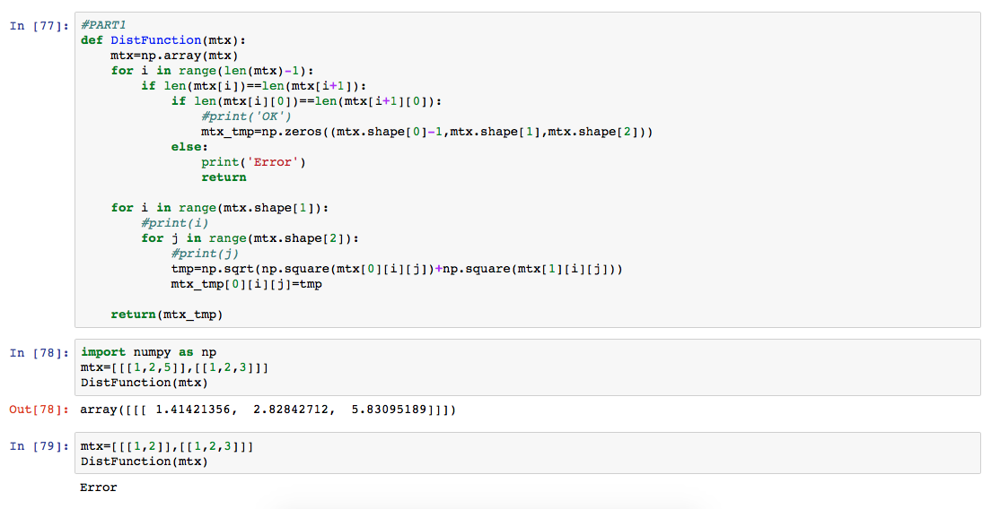 In [77]: #PART1
def DistFunction(mtx):
    mtx=np.array(mtx)
    for i in range(len(mtx)-1):
        if len(mtx[i])==len(mtx[i+1]):
            if len(mtx[i][0])==len(mtx[i+1][0]):
                #print('OK')
                mtx_tmp=np.zeros((mtx.shape[0]-1,mtx.shape[1],mtx.shape[2]))
            else:
                print('Error')
                return
    for i in range(mtx.shape[1]):
        #print(i)
        for j in range(mtx.shape[2]):
            #print(j)
            tmp=np.sqrt(np.square(mtx[0][i][j])+np.square(mtx[1][i][j]))
            mtx_tmp[0][i][j]=tmp
    return(mtx_tmp)
In [78]: import numpy as np
mtx=[[[1,2,5]],[[1,2,3]]]
DistFunction(mtx)
Out[78]: array([[[ 1.41421356,  2.82842712,  5.83095189]]])
In [79]: mtx=[[[1,2]],[[1,2,3]]]
DistFunction(mtx)
Error